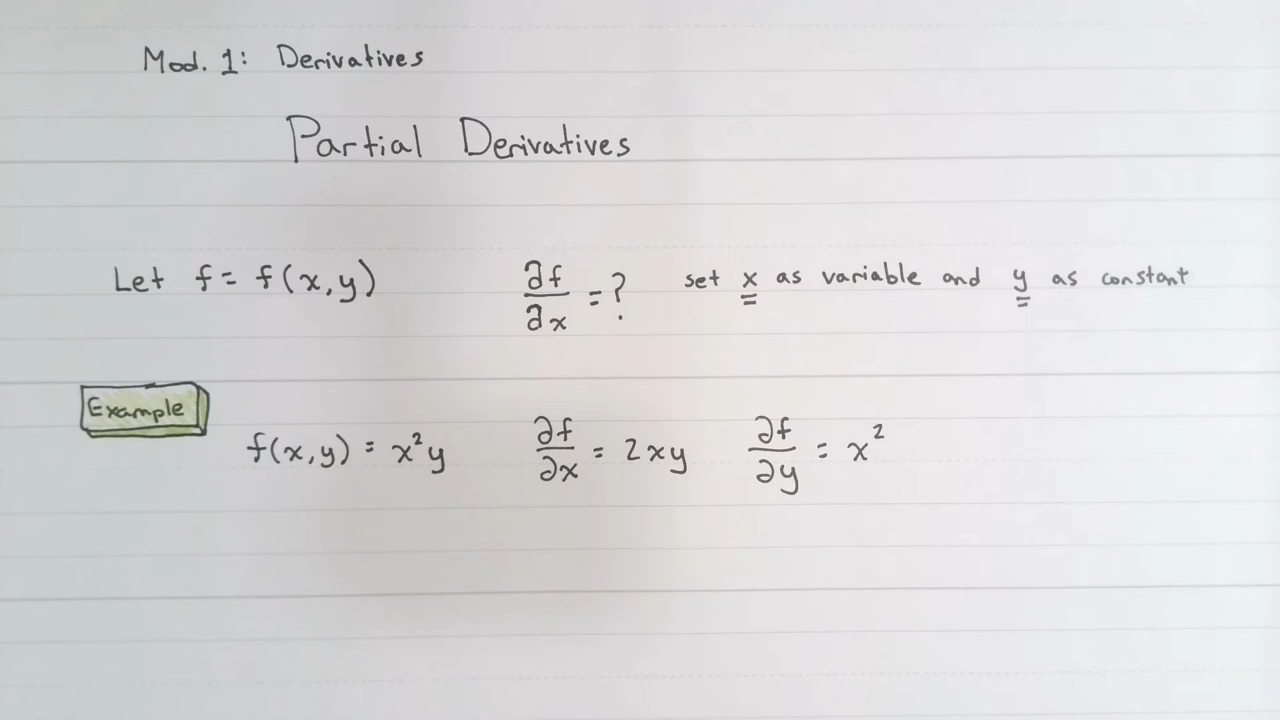 Mod. 1: Derivatives
Partial Derivatives
Let f = f(x,y) ∂f/∂x = ? set x as variable and y as constant
Example
f(x,y) = x²y ∂f/∂x = 2xy ∂f/∂y = x²